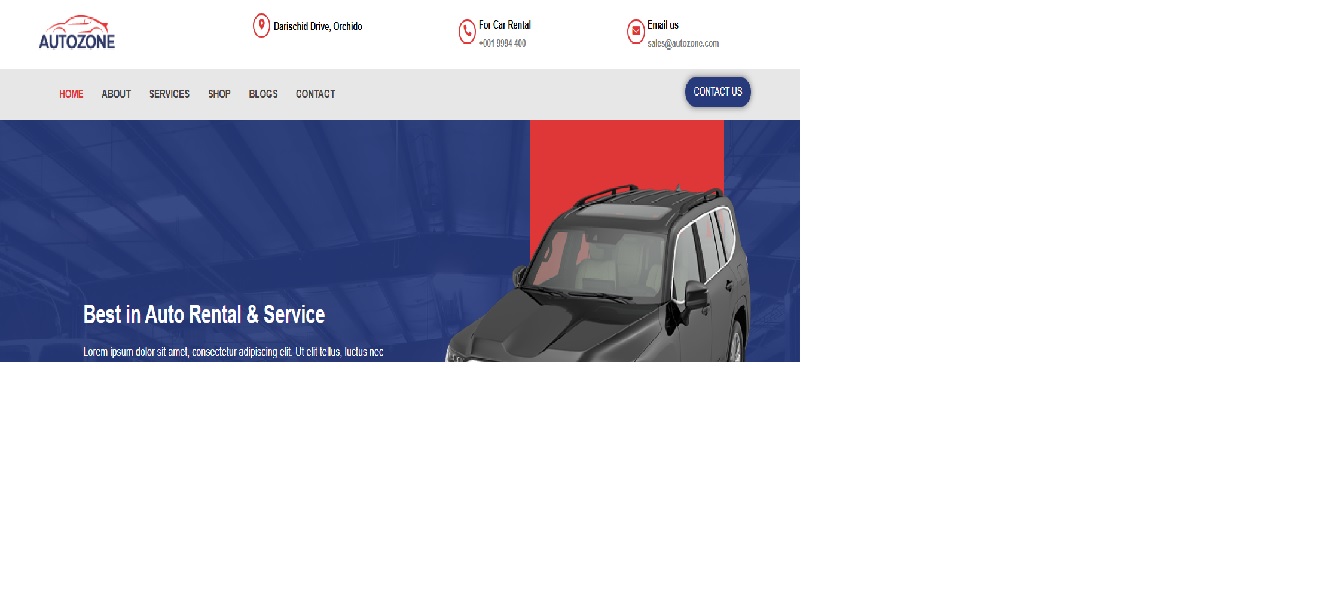 AUTOZONE
Darischid Drive, Orchido
For Car Rental
+001 9984 400
Email us
sales@autozone.com
HOME ABOUT SERVICES SHOP BLOGS CONTACT
CONTACT US
Best in Auto Rental & Service
Lorem ipsum dolor sit amet, consectetur adipiscing elit. Ut elit tellus, luctus nec